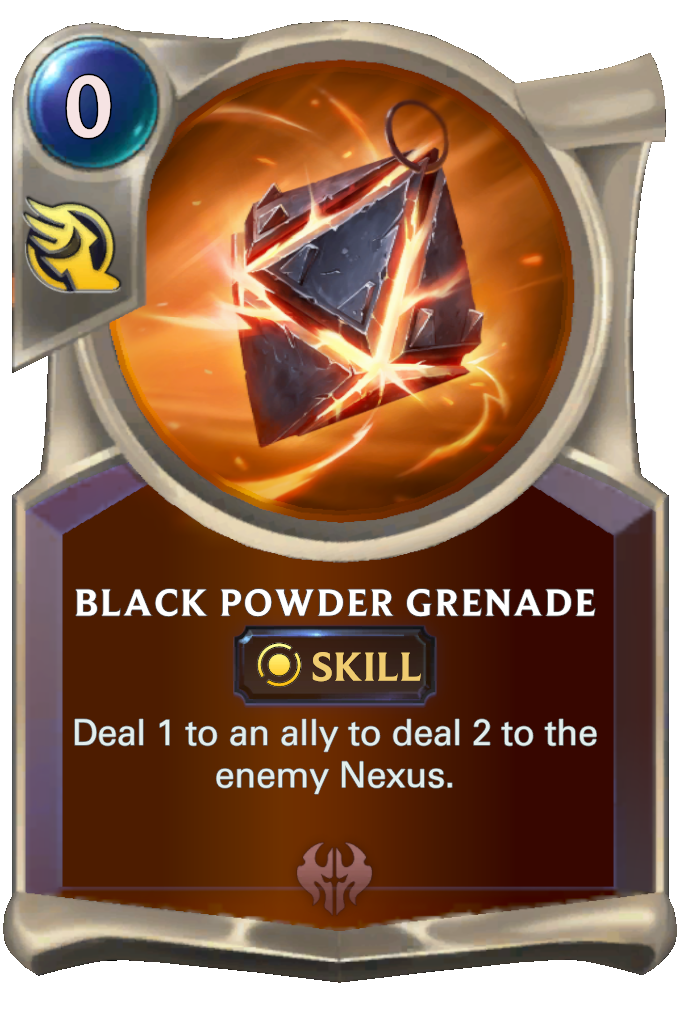 0
BLACK POWDER GRENADE
SKILL
Deal 1 to an ally to deal 2 to the
enemy Nexus.